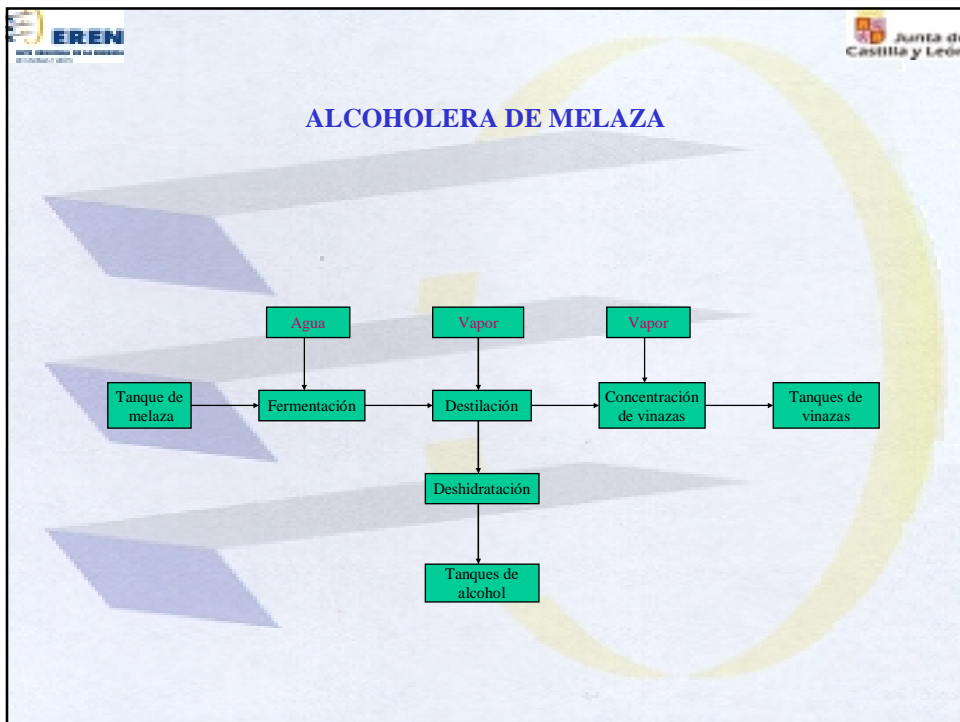 EREN
Junta de
Castilla y León
ALCOHOLERA DE MELAZA
Agua
Vapor
Vapor
Tanque de
melaza
Fermentación
Destilación
Concentración
de vinazas
Tanques de
vinazas
Deshidratación
Tanques de
alcohol